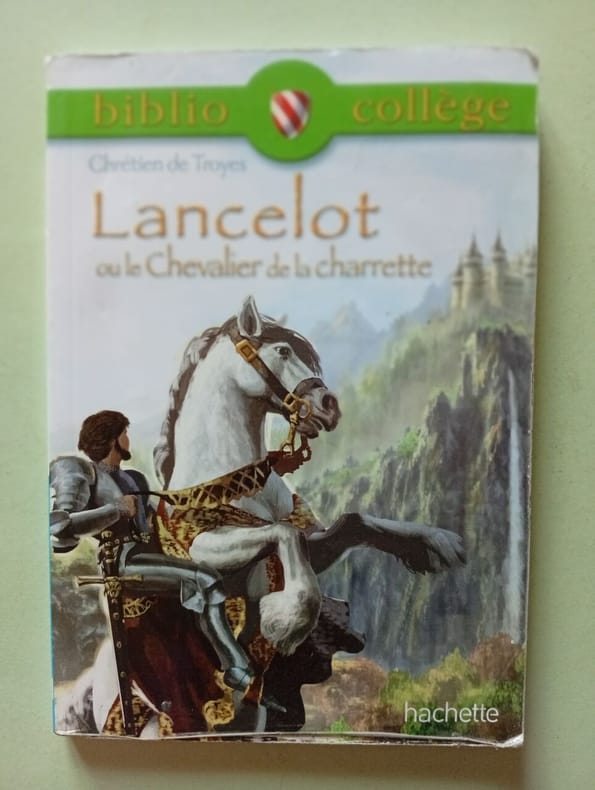 biblio collège
Chrétien de Troyes
Lancelot
ou le Chevalier de la charrette
hachette